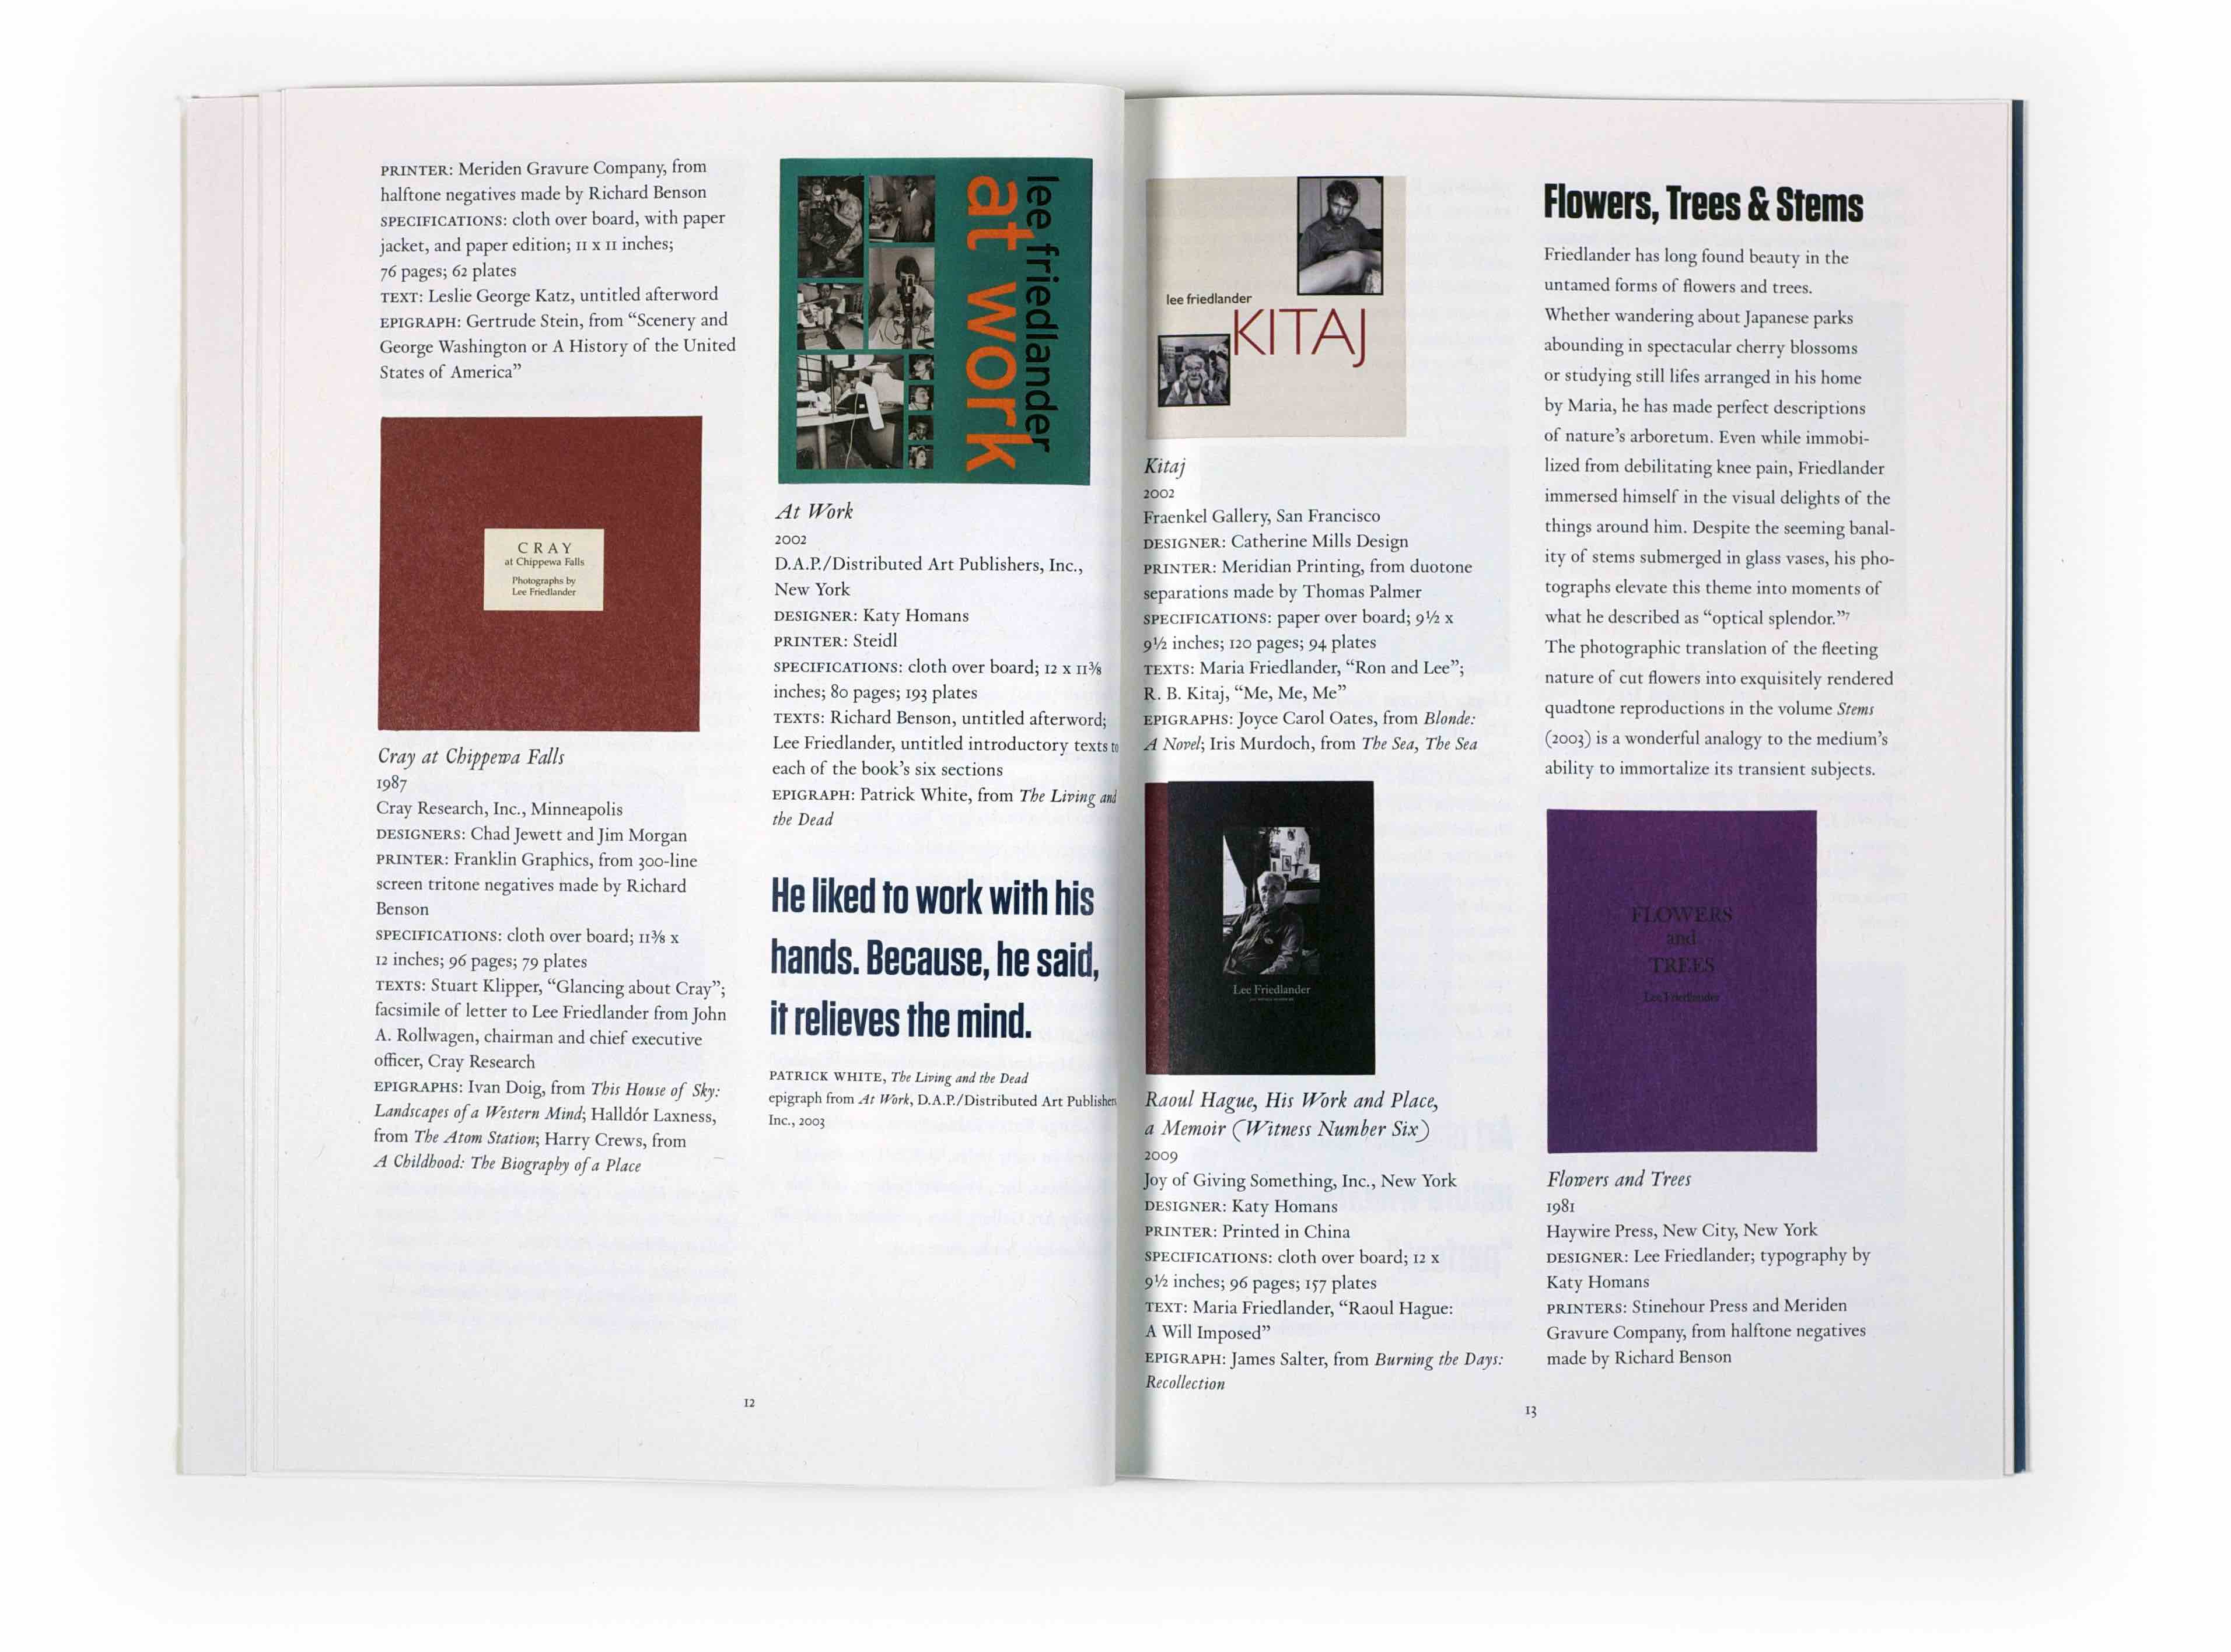 PRINTER: Meriden Gravure Company, from
halftone negatives made by Richard Benson
SPECIFICATIONS: cloth over board, with paper
jacket, and paper edition; 11 x 11 inches;
76 pages; 62 plates
TEXT: Leslie George Katz, untitled afterword
EPIGRAPH: Gertrude Stein, from “Scenery and
George Washington or A History of the United
States of America”
CRAY
at Chippewa Falls
Photographs by
Lee Friedlander
Cray at Chippewa Falls
1987
Cray Research, Inc., Minneapolis
DESIGNERS: Chad Jewett and Jim Morgan
PRINTER: Franklin Graphics, from 300-line
screen tritone negatives made by Richard
Benson
SPECIFICATIONS: cloth over board; 11⅜ x
12 inches; 96 pages; 79 plates
TEXTS: Stuart Klipper, “Glancing about Cray”;
facsimile of letter to Lee Friedlander from John
A. Rollwagen, chairman and chief executive
officer, Cray Research
EPIGRAPHS: Ivan Doig, from This House of Sky:
Landscapes of a Western Mind; Halldór Laxness,
from The Atom Station; Harry Crews, from
A Childhood: The Biography of a Place
lee friedlander
at work
At Work
2002
D.A.P./Distributed Art Publishers, Inc.,
New York
DESIGNER: Katy Homans
PRINTER: Steidl
SPECIFICATIONS: cloth over board; 12 x 11⅜
inches; 80 pages; 193 plates
TEXTS: Richard Benson, untitled afterword;
Lee Friedlander, untitled introductory texts to
each of the book’s six sections
EPIGRAPH: Patrick White, from The Living and
the Dead
He liked to work with his
hands. Because, he said,
it relieves the mind.
PATRICK WHITE, The Living and the Dead
epigraph from At Work, D.A.P./Distributed Art Publishers
Inc., 2003
12
lee friedlander
KITAJ
Kitaj
2002
Fraenkel Gallery, San Francisco
DESIGNER: Catherine Mills Design
PRINTER: Meridian Printing, from duotone
separations made by Thomas Palmer
SPECIFICATIONS: paper over board; 9½ x
9½ inches; 120 pages; 94 plates
TEXTS: Maria Friedlander, “Ron and Lee”;
R. B. Kitaj, “Me, Me, Me”
EPIGRAPHS: Joyce Carol Oates, from Blonde:
A Novel; Iris Murdoch, from The Sea, The Sea
Lee Friedlander
Raoul Hague, His Work and Place,
a Memoir (Witness Number Six)
2009
Joy of Giving Something, Inc., New York
DESIGNER: Katy Homans
PRINTER: Printed in China
SPECIFICATIONS: cloth over board; 12 x
9½ inches; 96 pages; 157 plates
TEXT: Maria Friedlander, “Raoul Hague:
A Will Imposed”
EPIGRAPH: James Salter, from Burning the Days:
Recollection
Flowers, Trees & Stems
Friedlander has long found beauty in the
untamed forms of flowers and trees.
Whether wandering about Japanese parks
abounding in spectacular cherry blossoms
or studying still lifes arranged in his home
by Maria, he has made perfect descriptions
of nature’s arboretum. Even while immobi-
lized from debilitating knee pain, Friedlander
immersed himself in the visual delights of the
things around him. Despite the seeming banal-
ity of stems submerged in glass vases, his pho-
tographs elevate this theme into moments of
what he described as “optical splendor.”⁷
The photographic translation of the fleeting
nature of cut flowers into exquisitely rendered
quadtone reproductions in the volume Stems
(2003) is a wonderful analogy to the medium’s
ability to immortalize its transient subjects.
FLOWERS
and
TREES
Lee Friedlander
Flowers and Trees
1981
Haywire Press, New City, New York
DESIGNER: Lee Friedlander; typography by
Katy Homans
PRINTERS: Stinehour Press and Meriden
Gravure Company, from halftone negatives
made by Richard Benson
13